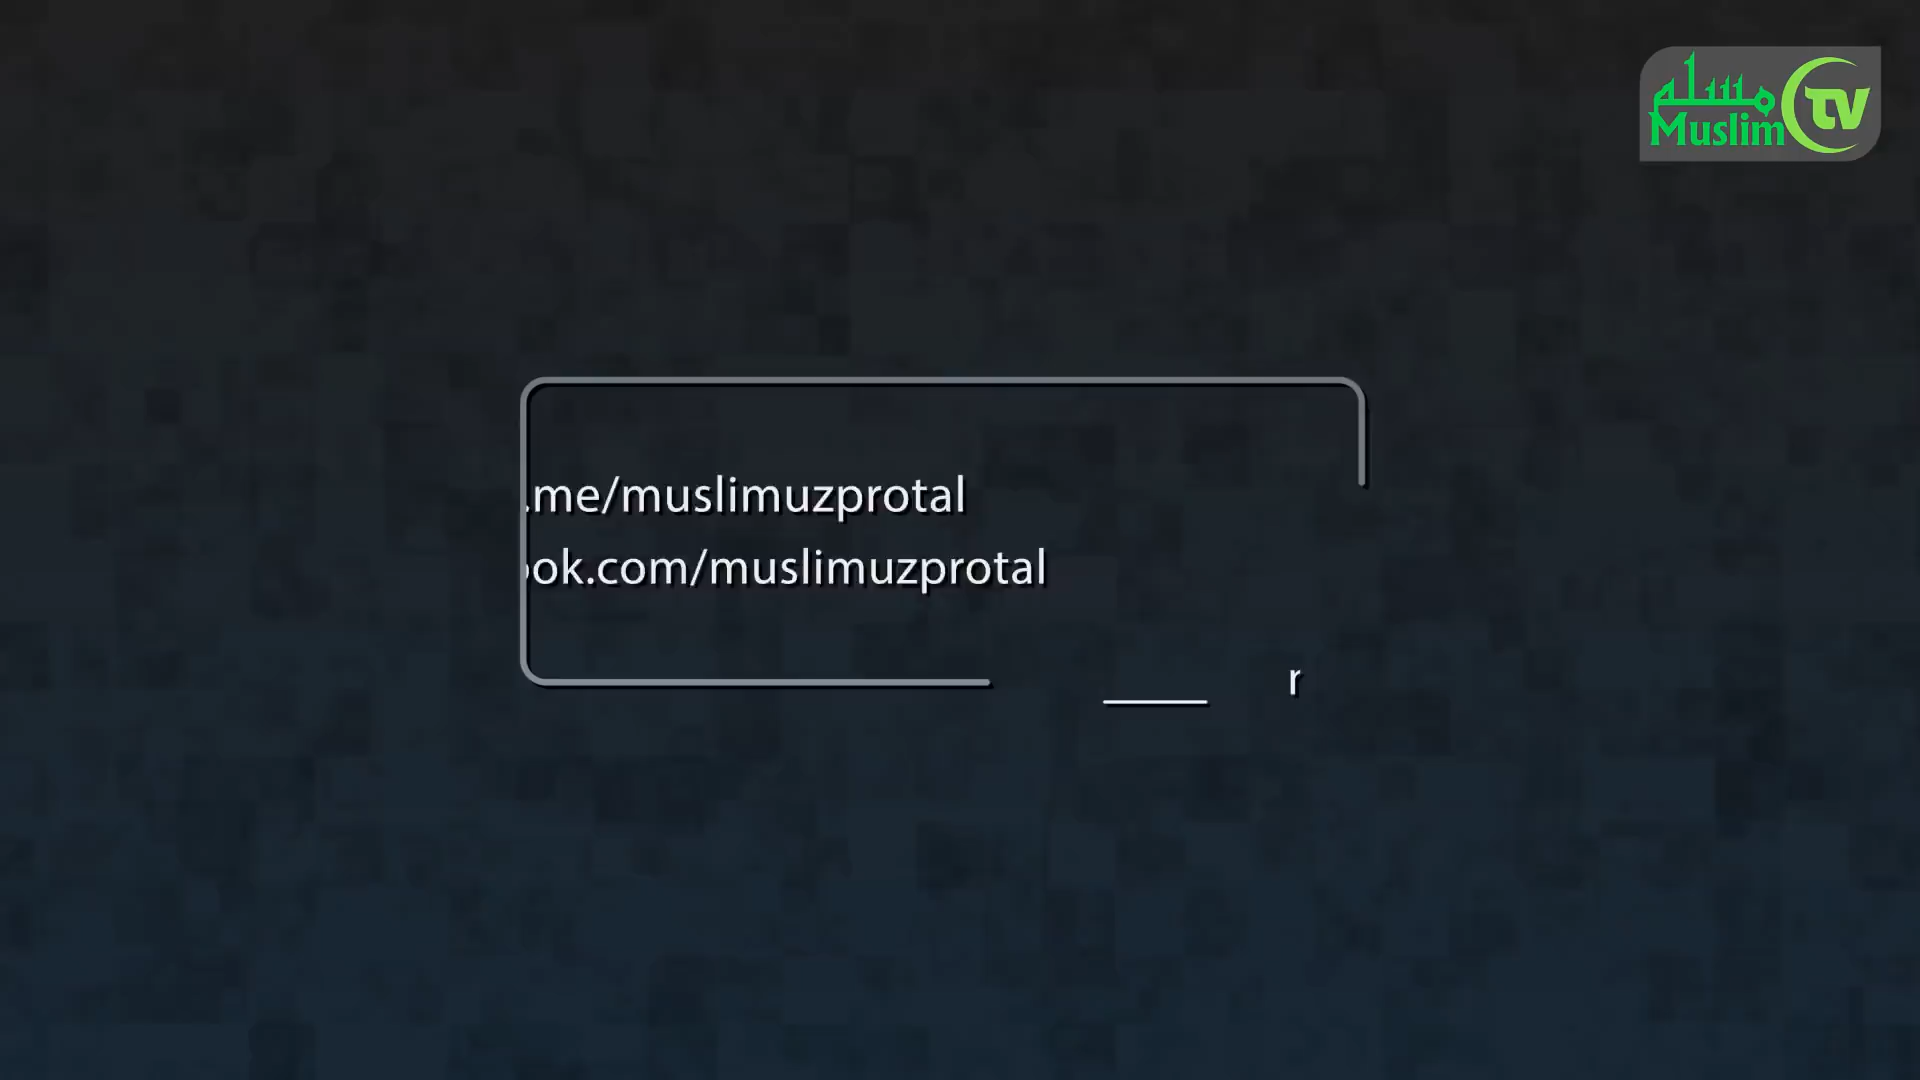 مسلم
Muslim TV
.me/muslimuzprotal
ok.com/muslimuzprotal
r